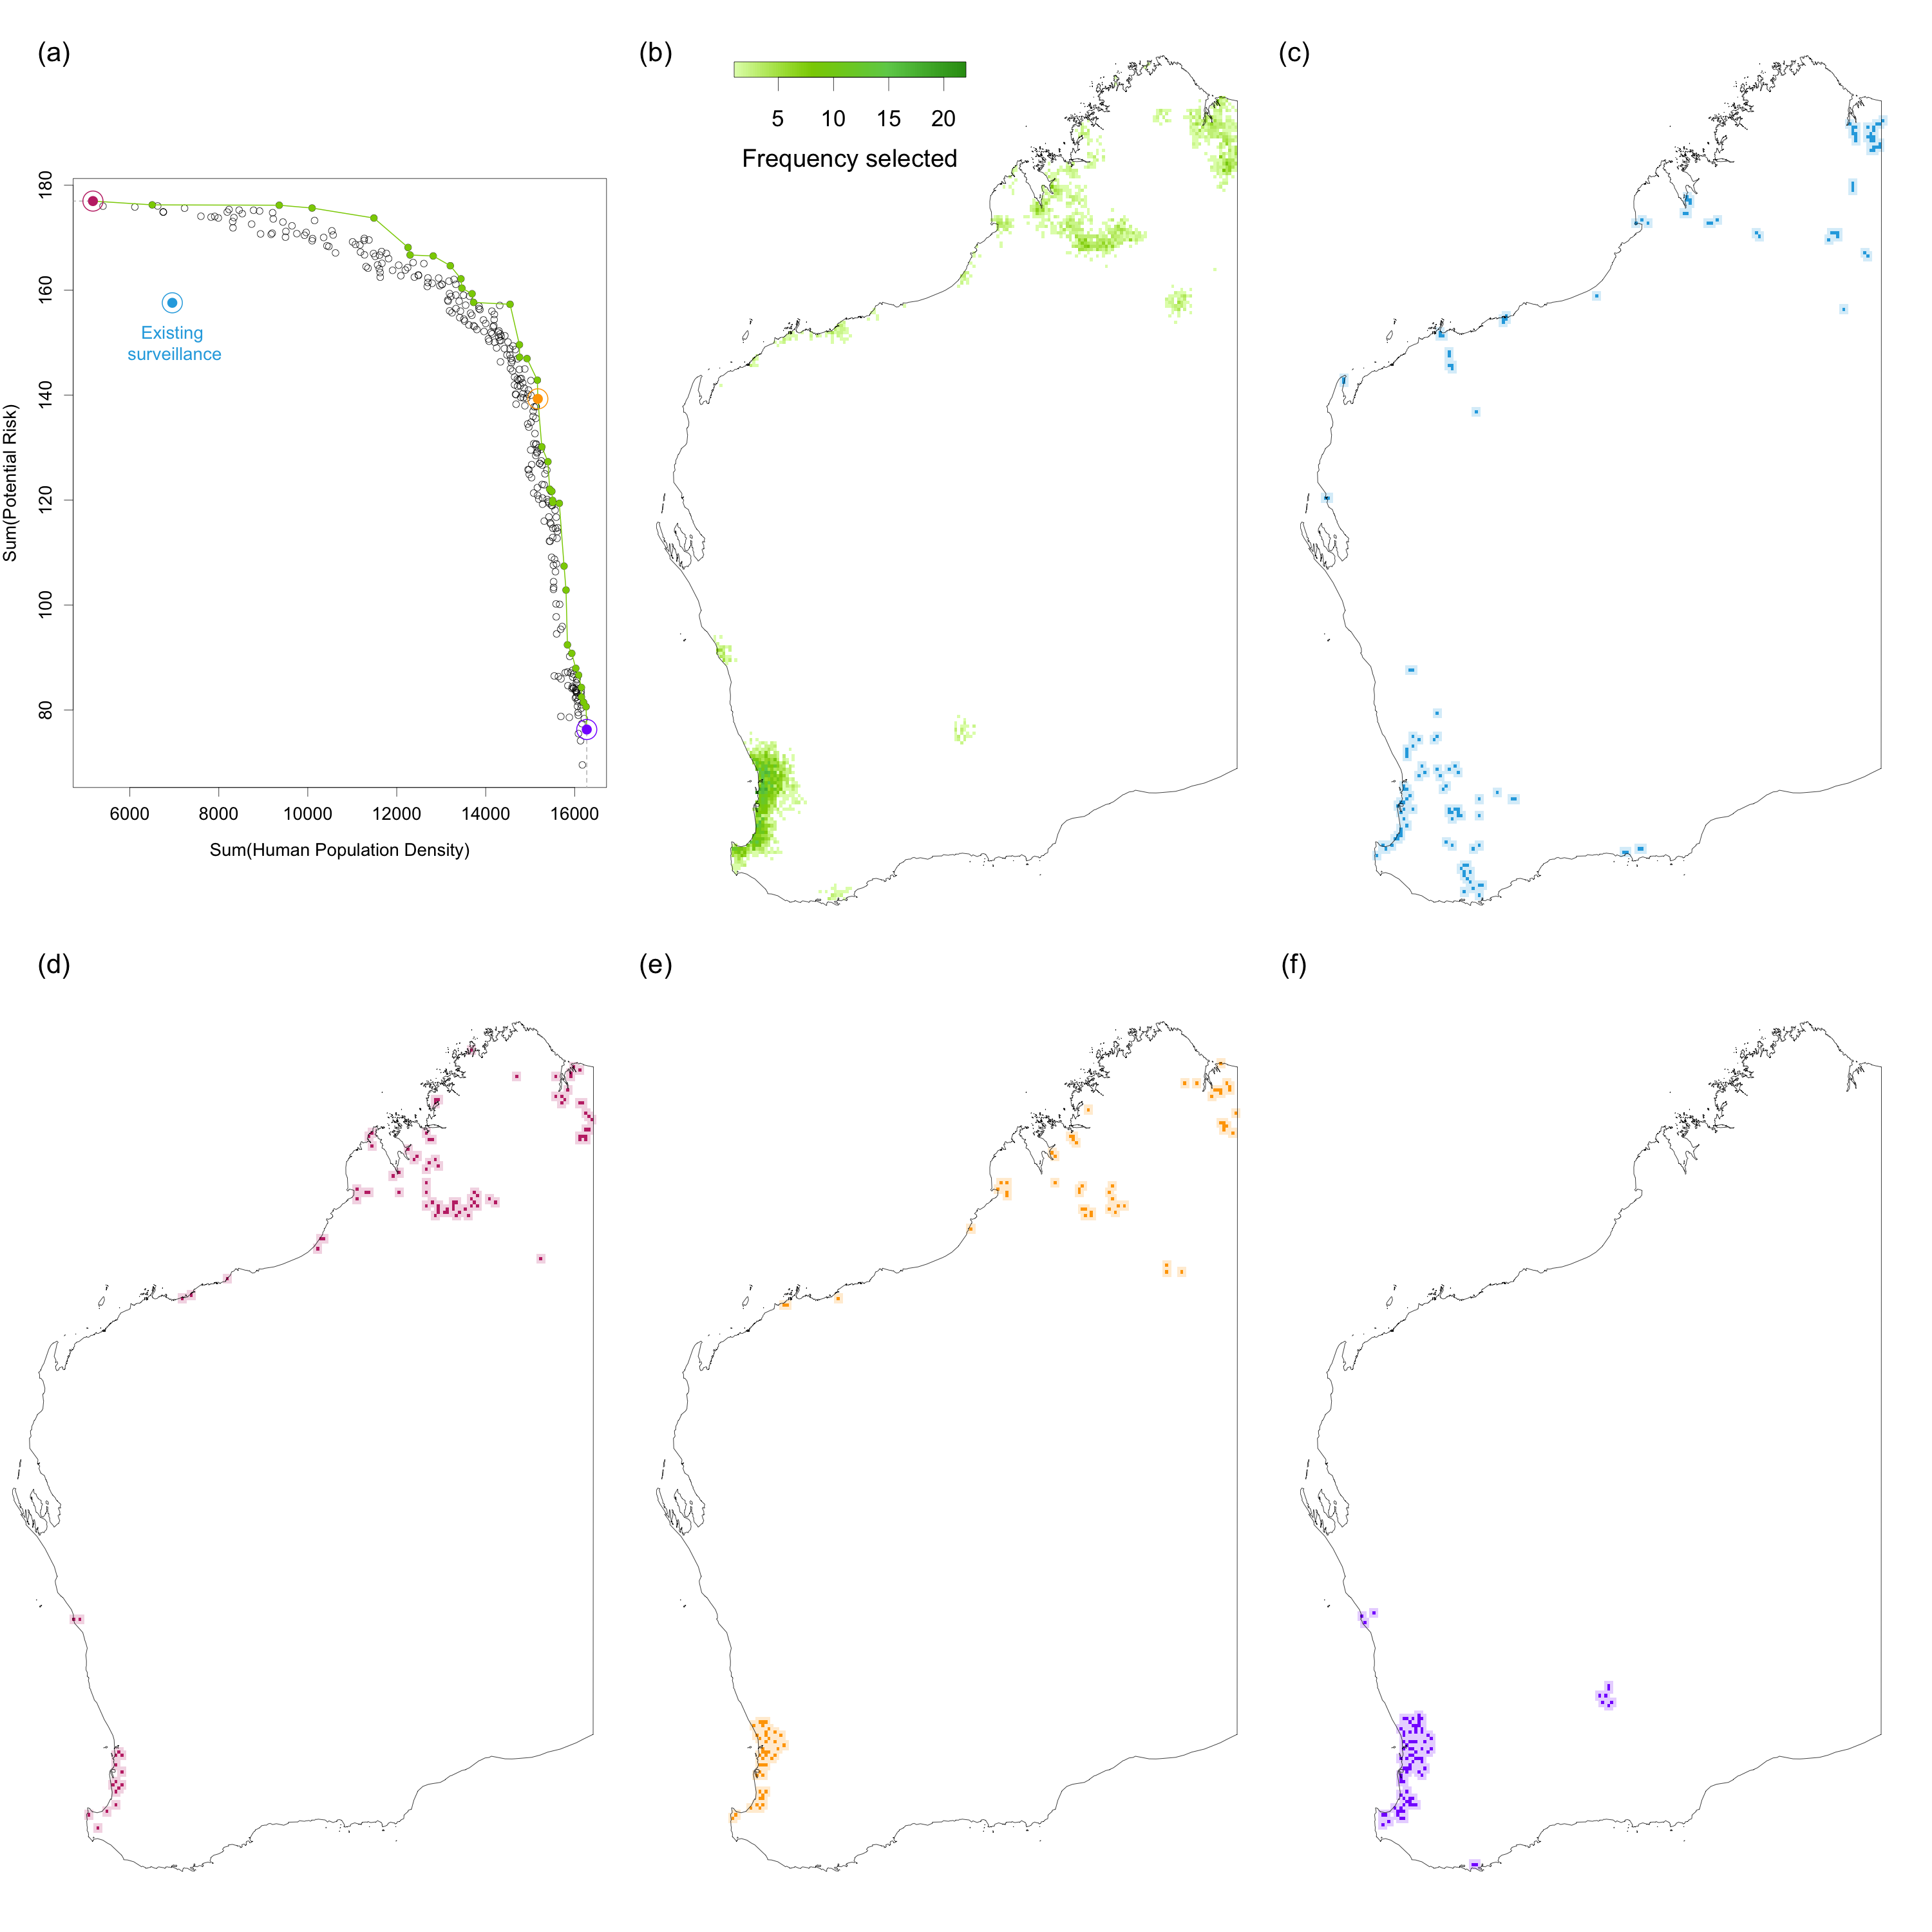 (a)
(b)
(c)
5 10 15 20
Frequency selected
180
160
140
120
100
80
Sum(Potential Risk)
Existing
surveillance
6000 8000 10000 12000 14000 16000
Sum(Human Population Density)
(d)
(e)
(f)